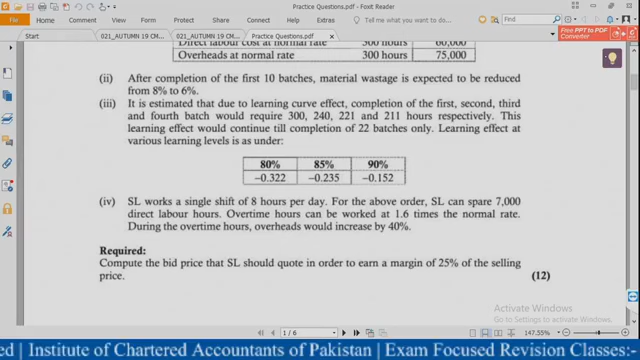 Practice Questions.pdf - Foxit Reader
File Home Comment View Form Protect Share Help Extras Tell me what you want to do... Find
Start 021_AUTUMN 19 CM... 021_AUTUMN 19 CM... Practice Questions.pdf Free PPT to PDF Converter
Direct labour cost at normal rate 300 hours 60,000
Overheads at normal rate 300 hours 75,000
(ii) After completion of the first 10 batches, material wastage is expected to be reduced
from 8% to 6%.
(iii) It is estimated that due to learning curve effect, completion of the first, second, third
and fourth batch would require 300, 240, 221 and 211 hours respectively. This
learning effect would continue till completion of 22 batches only. Learning effect at
various learning levels is as under:
80% 85% 90%
−0.322 −0.235 −0.152
(iv) SL works a single shift of 8 hours per day. For the above order, SL can spare 7,000
direct labour hours. Overtime hours can be worked at 1.6 times the normal rate.
During the overtime hours, overheads would increase by 40%.
Required:
Compute the bid price that SL should quote in order to earn a margin of 25% of the selling
price. (12)
Activate Windows
Go to Settings to activate Windows.
1 / 6 147.55%
ed | Institute of Chartered Accountants of Pakistan | Exam Focused Revision Classes:-